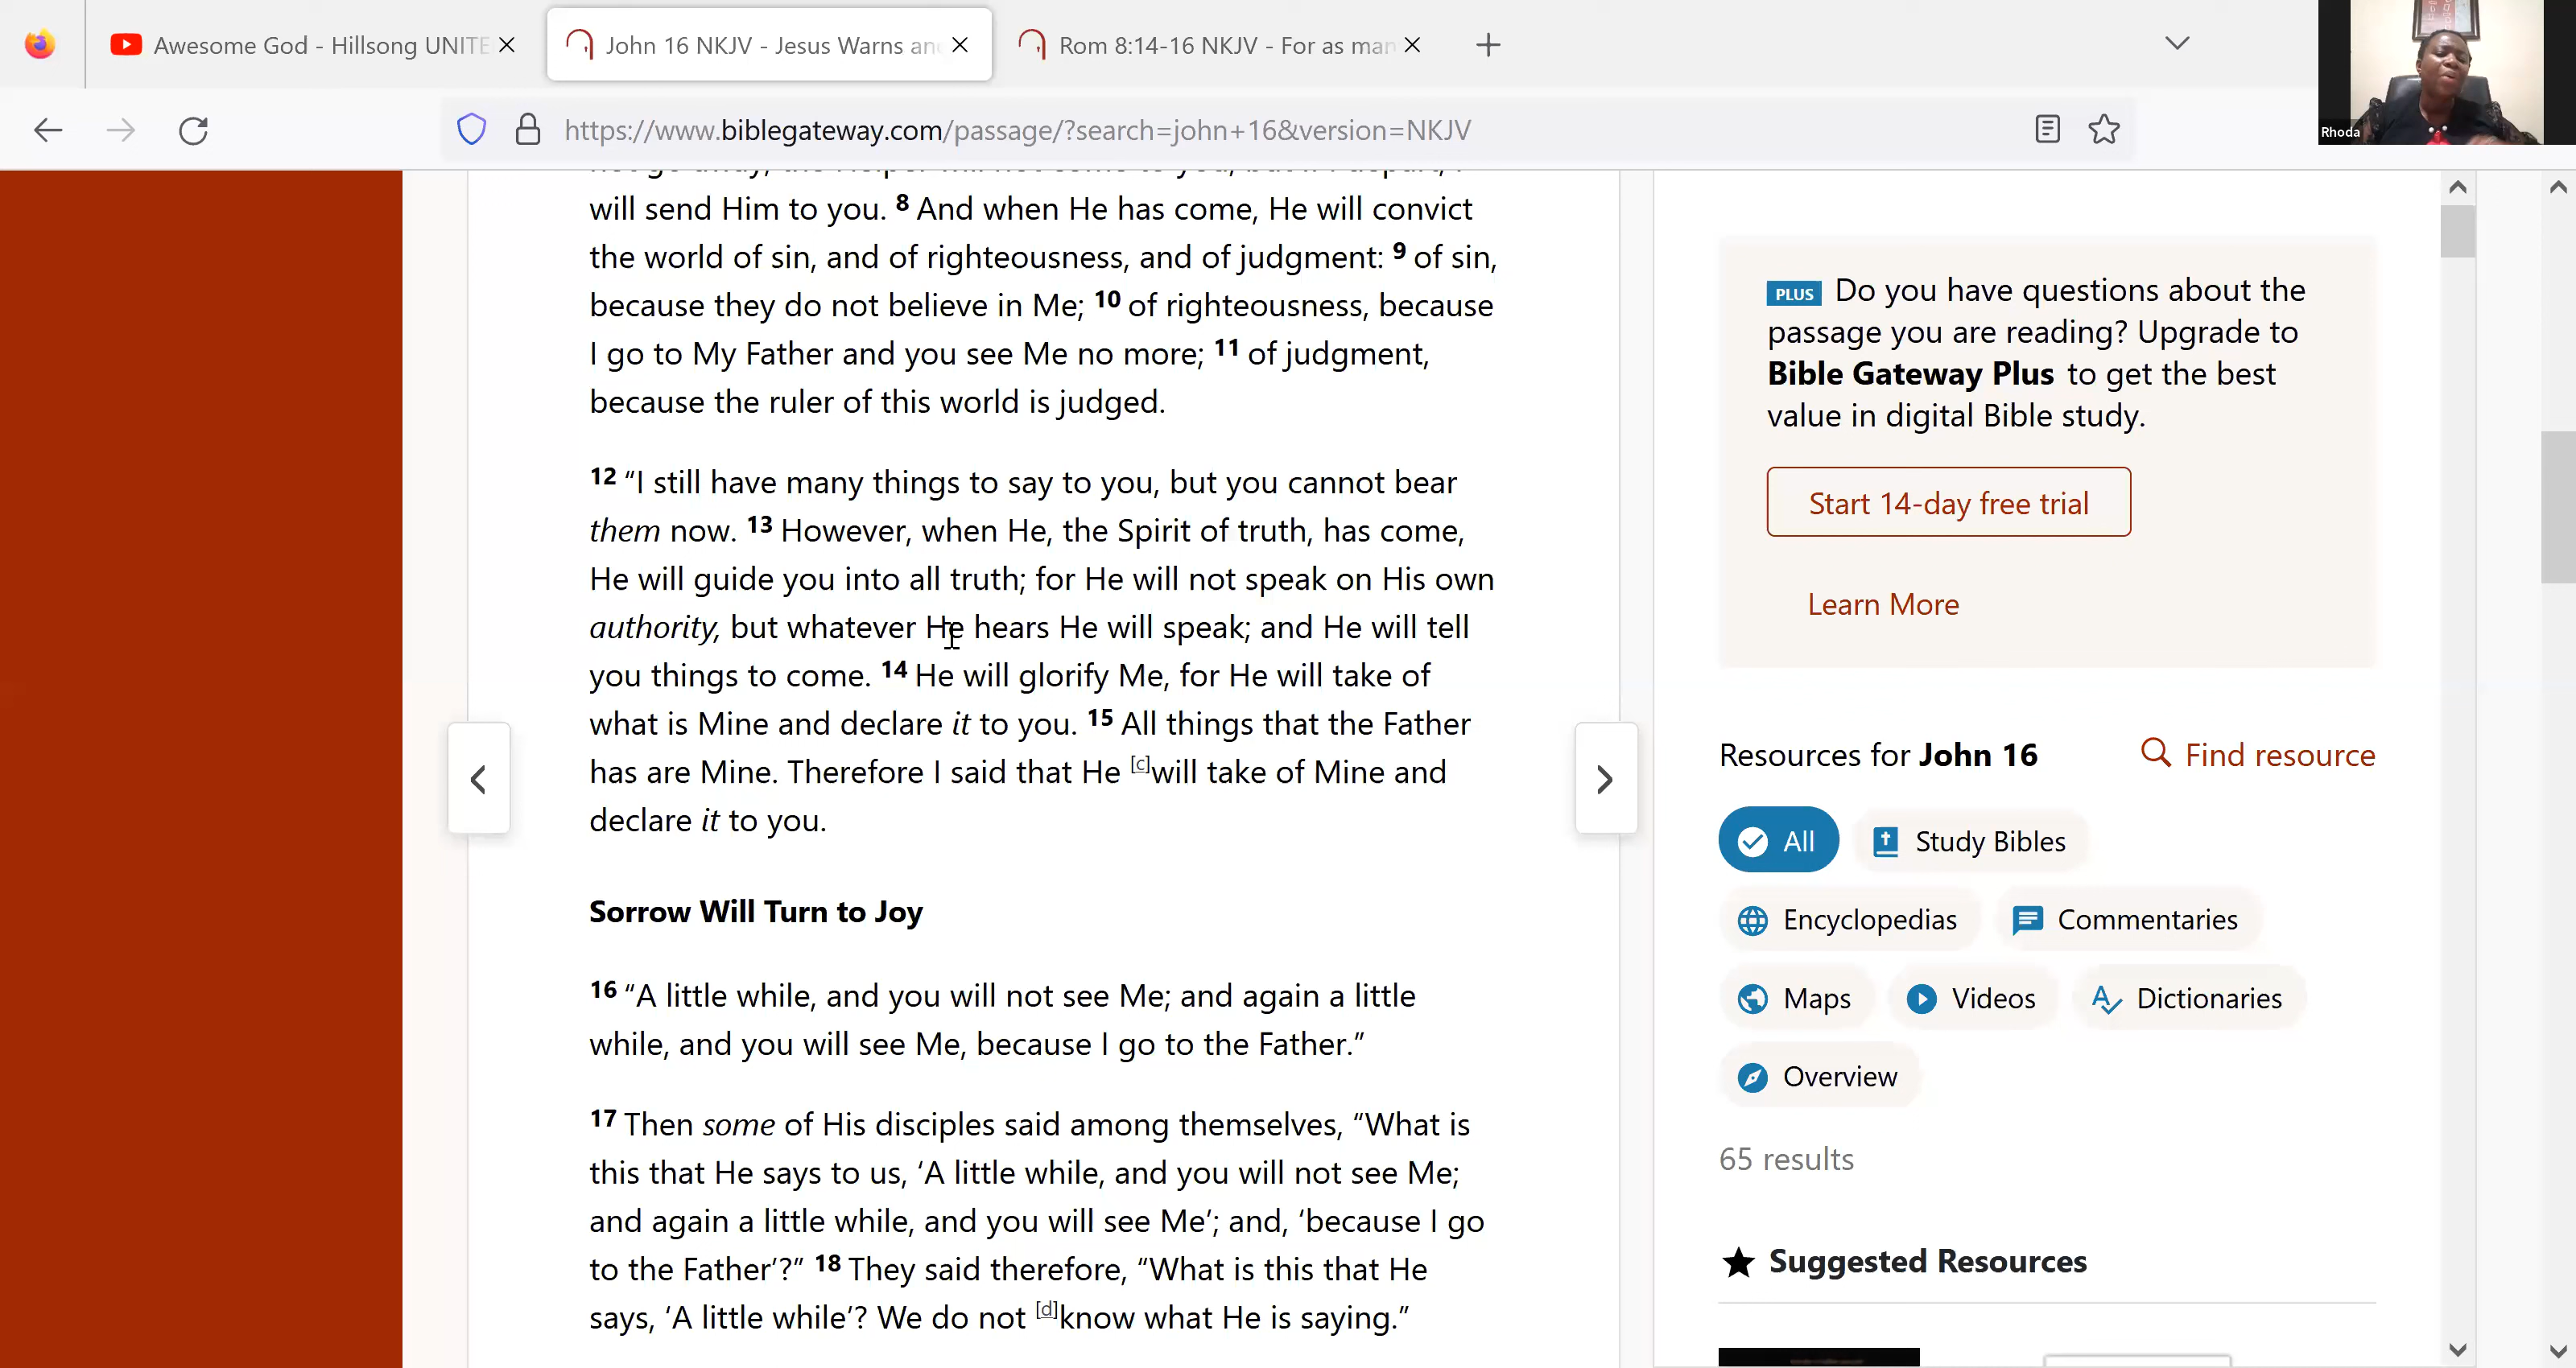 Awesome God - Hillsong UNITE
John 16 NKJV - Jesus Warns an
Rom 8:14-16 NKJV - For as man
https://www.biblegateway.com/passage/?search=john+16&version=NKJV
Rhoda
not go away, the Helper will not come to you; but if I depart, I
will send Him to you. 8 And when He has come, He will convict
the world of sin, and of righteousness, and of judgment: 9 of sin,
because they do not believe in Me; 10 of righteousness, because
I go to My Father and you see Me no more; 11 of judgment,
because the ruler of this world is judged.
12 “I still have many things to say to you, but you cannot bear
them now. 13 However, when He, the Spirit of truth, has come,
He will guide you into all truth; for He will not speak on His own
authority, but whatever He hears He will speak; and He will tell
you things to come. 14 He will glorify Me, for He will take of
what is Mine and declare it to you. 15 All things that the Father
has are Mine. Therefore I said that He [c]will take of Mine and
declare it to you.
Sorrow Will Turn to Joy
16 “A little while, and you will not see Me; and again a little
while, and you will see Me, because I go to the Father.”
17 Then some of His disciples said among themselves, “What is
this that He says to us, ‘A little while, and you will not see Me;
and again a little while, and you will see Me’; and, ‘because I go
to the Father’?” 18 They said therefore, “What is this that He
says, ‘A little while’? We do not [d]know what He is saying.”
PLUS Do you have questions about the
passage you are reading? Upgrade to
Bible Gateway Plus to get the best
value in digital Bible study.
Start 14-day free trial
Learn More
Resources for John 16
Find resource
All
Study Bibles
Encyclopedias
Commentaries
Maps
Videos
Dictionaries
Overview
65 results
Suggested Resources